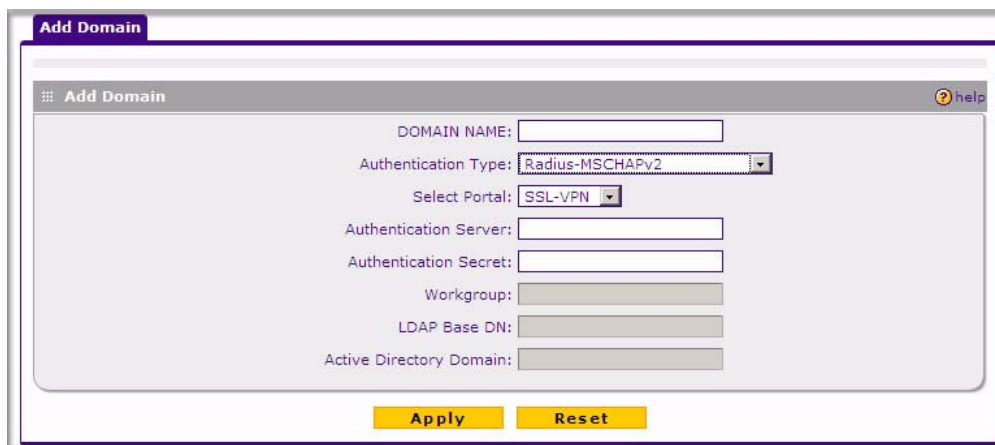 Add Domain
Add Domain
help
DOMAIN NAME:
Authentication Type: Radius-MSCHAPv2
Select Portal: SSL-VPN
Authentication Server:
Authentication Secret:
Workgroup:
LDAP Base DN:
Active Directory Domain:
Apply Reset